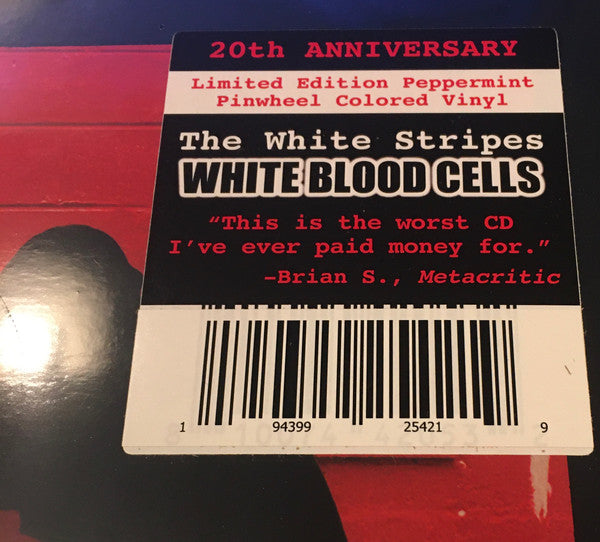 20th ANNIVERSARY
Limited Edition Peppermint
Pinwheel Colored Vinyl
The White Stripes
WHITE BLOOD CELLS
“This is the worst CD
I’ve ever paid money for.”
–Brian S., Metacritic
1 94399 25421 9